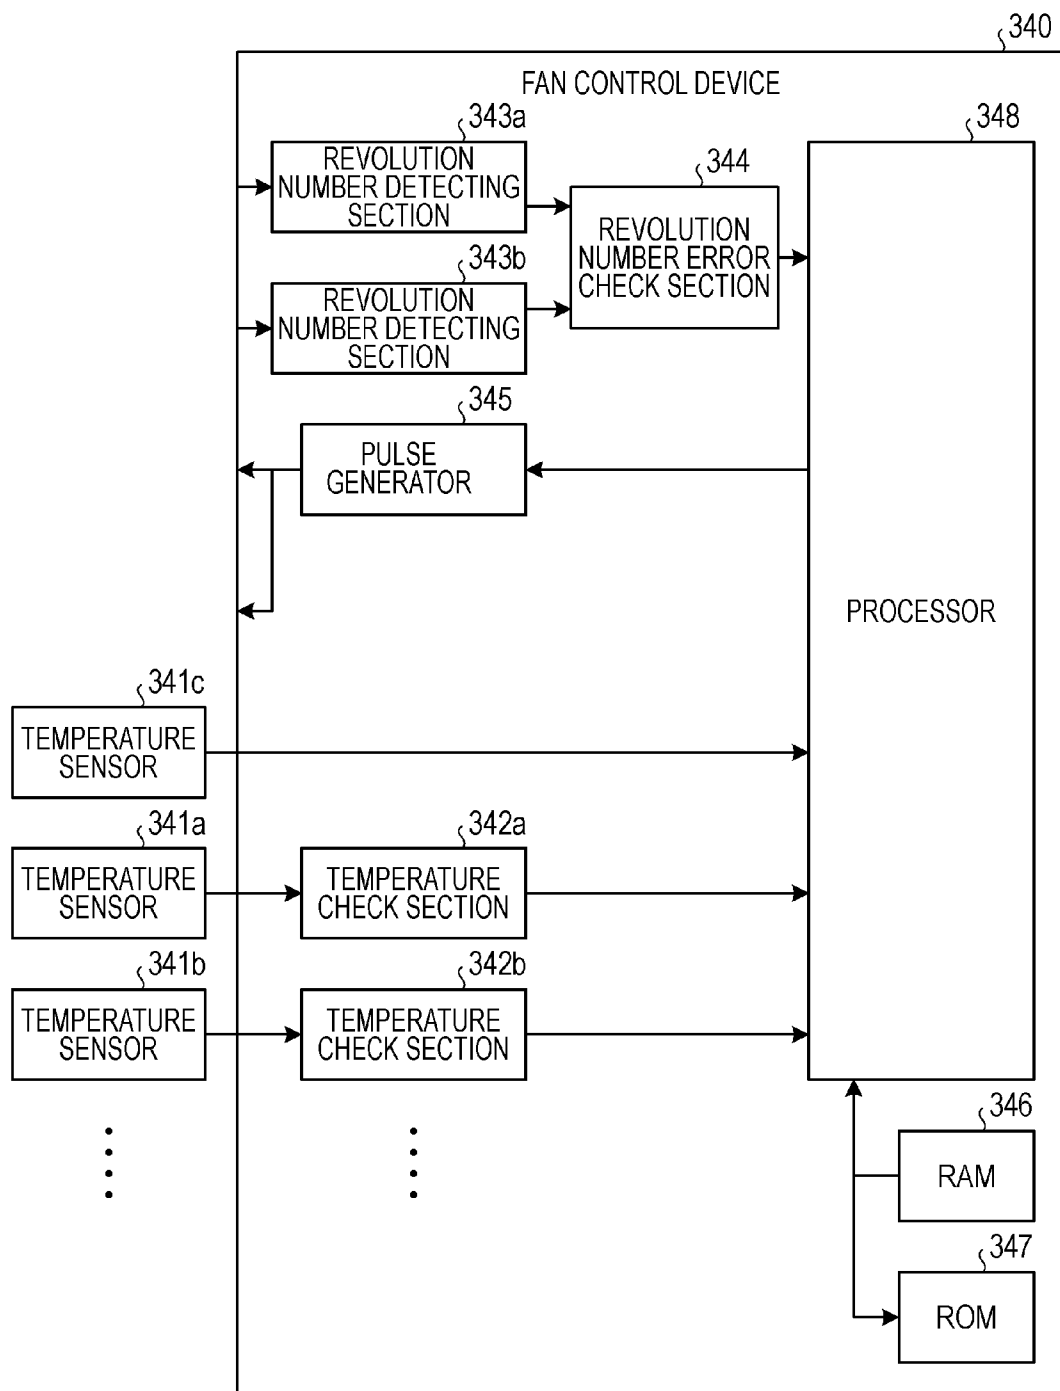 340
FAN CONTROL DEVICE
343a
REVOLUTION
NUMBER DETECTING
SECTION
348
344
REVOLUTION
NUMBER ERROR
CHECK SECTION
343b
REVOLUTION
NUMBER DETECTING
SECTION
345
PULSE
GENERATOR
PROCESSOR
341c
TEMPERATURE
SENSOR
341a
TEMPERATURE
SENSOR
342a
TEMPERATURE
CHECK SECTION
341b
TEMPERATURE
SENSOR
342b
TEMPERATURE
CHECK SECTION
346
RAM
347
ROM